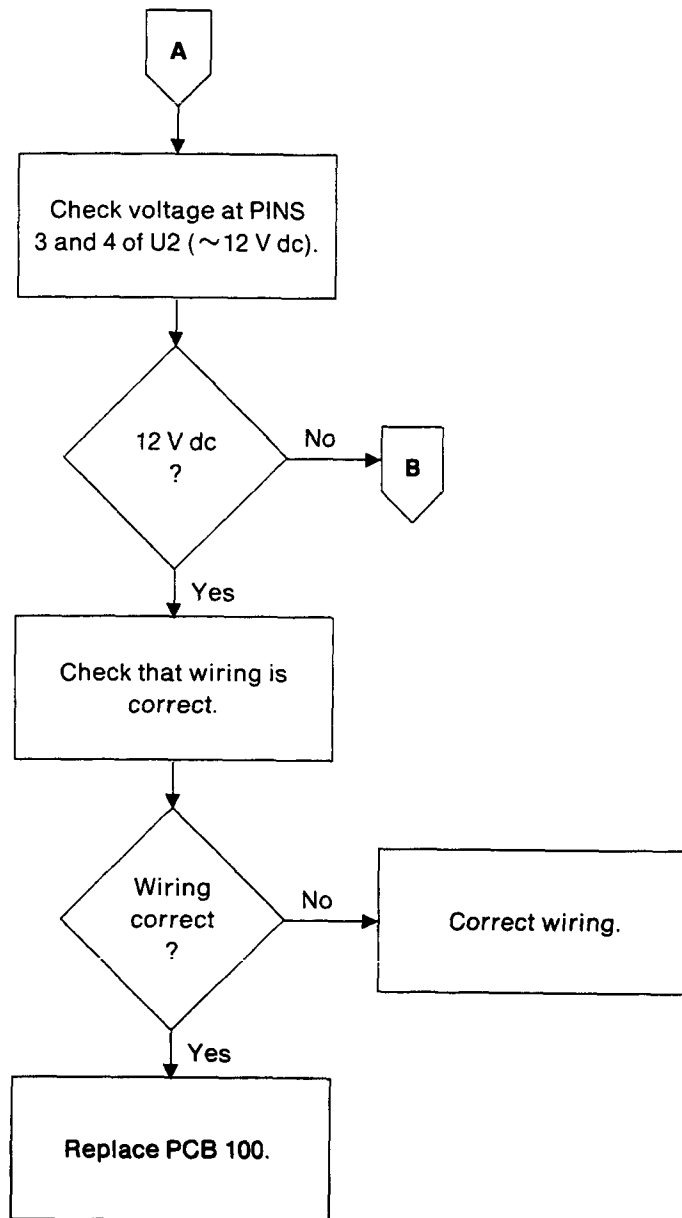 A
Check voltage at PINS
3 and 4 of U2 (~12 V dc).
12 V dc
?
No
B
Yes
Check that wiring is
correct.
Wiring
correct
?
No
Correct wiring.
Yes
Replace PCB 100.